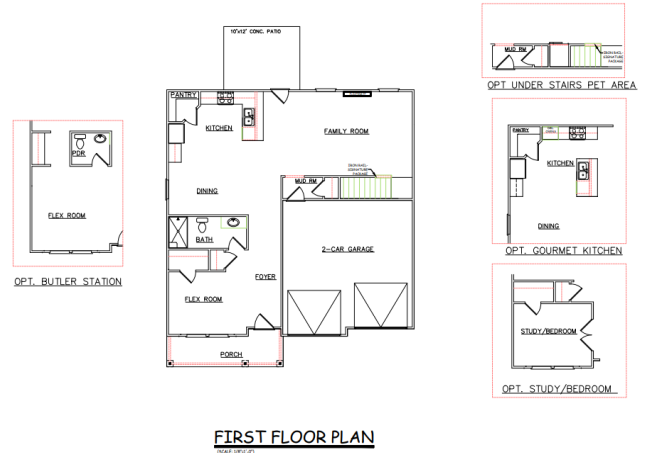 10'x12' CONC. PATIO
MUD RM
OPT UNDER STAIRS PET AREA
PANTRY
KITCHEN
FAMILY ROOM
PDR
FLEX ROOM
OPT. BUTLER STATION
DINING
MUD RM
BATH
2-CAR GARAGE
FOYER
FLEX ROOM
PORCH
PANTRY
KITCHEN
DINING
OPT. GOURMET KITCHEN
STUDY/BEDROOM
OPT. STUDY/BEDROOM
FIRST FLOOR PLAN